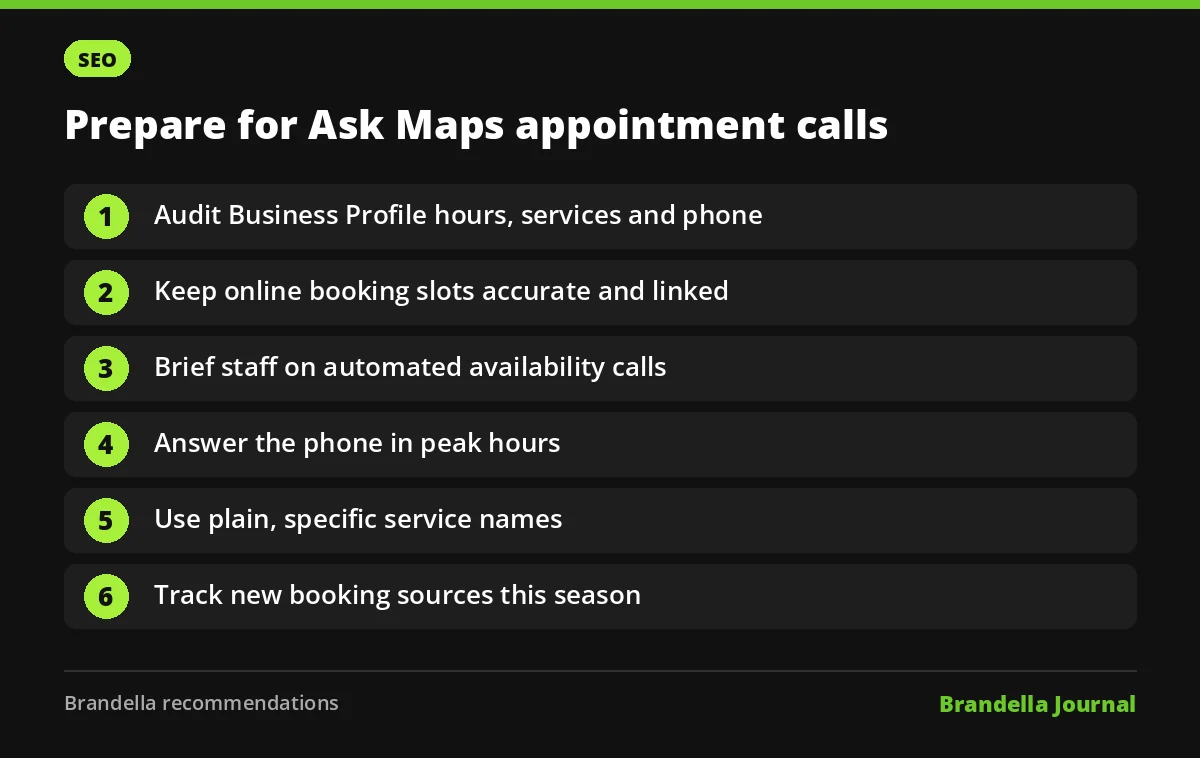 SEO
Prepare for Ask Maps appointment calls
1 Audit Business Profile hours, services and phone
2 Keep online booking slots accurate and linked
3 Brief staff on automated availability calls
4 Answer the phone in peak hours
5 Use plain, specific service names
6 Track new booking sources this season
Brandella recommendations
Brandella Journal